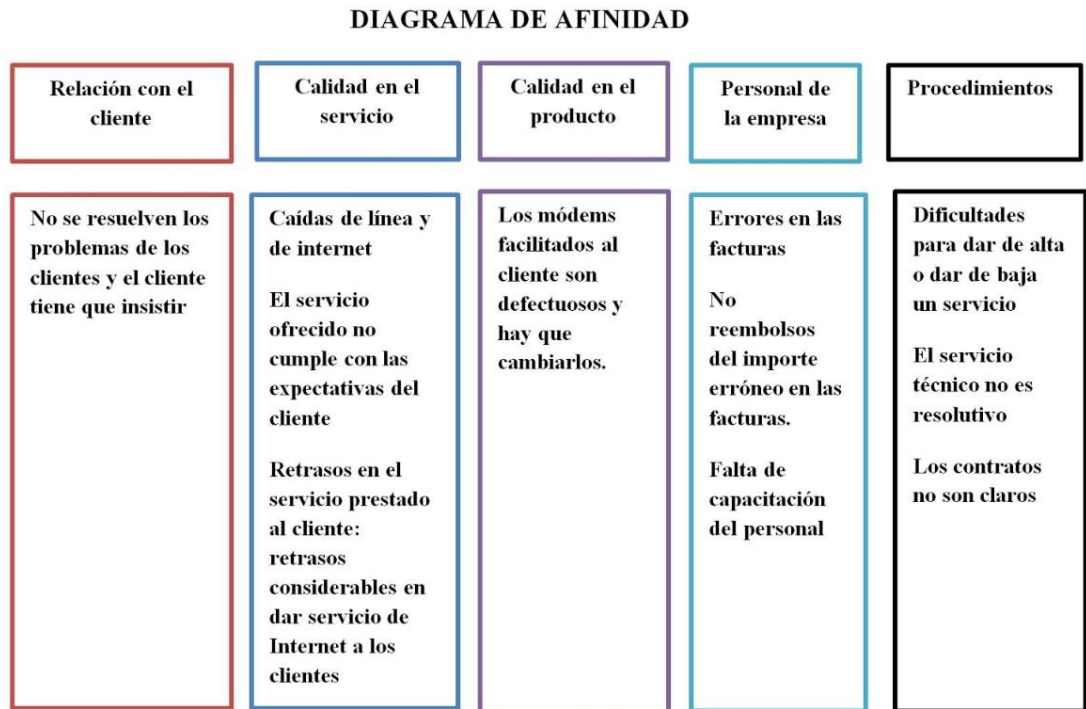 DIAGRAMA DE AFINIDAD
Relación con el
cliente
Calidad en el
servicio
Calidad en el
producto
Personal de
la empresa
Procedimientos
No se resuelven los
problemas de los
clientes y el cliente
tiene que insistir
Caídas de línea y
de internet
El servicio
ofrecido no
cumple con las
expectativas del
cliente
Retrasos en el
servicio prestado
al cliente:
retrasos
considerables en
dar servicio de
Internet a los
clientes
Los módems
facilitados al
cliente son
defectuosos y
hay que
cambiarlos.
Errores en las
facturas
No
reembolsos
del importe
erróneo en las
facturas.
Falta de
capacitación
del personal
Dificultades
para dar de alta
o dar de baja
un servicio
El servicio
técnico no es
resolutivo
Los contratos
no son claros